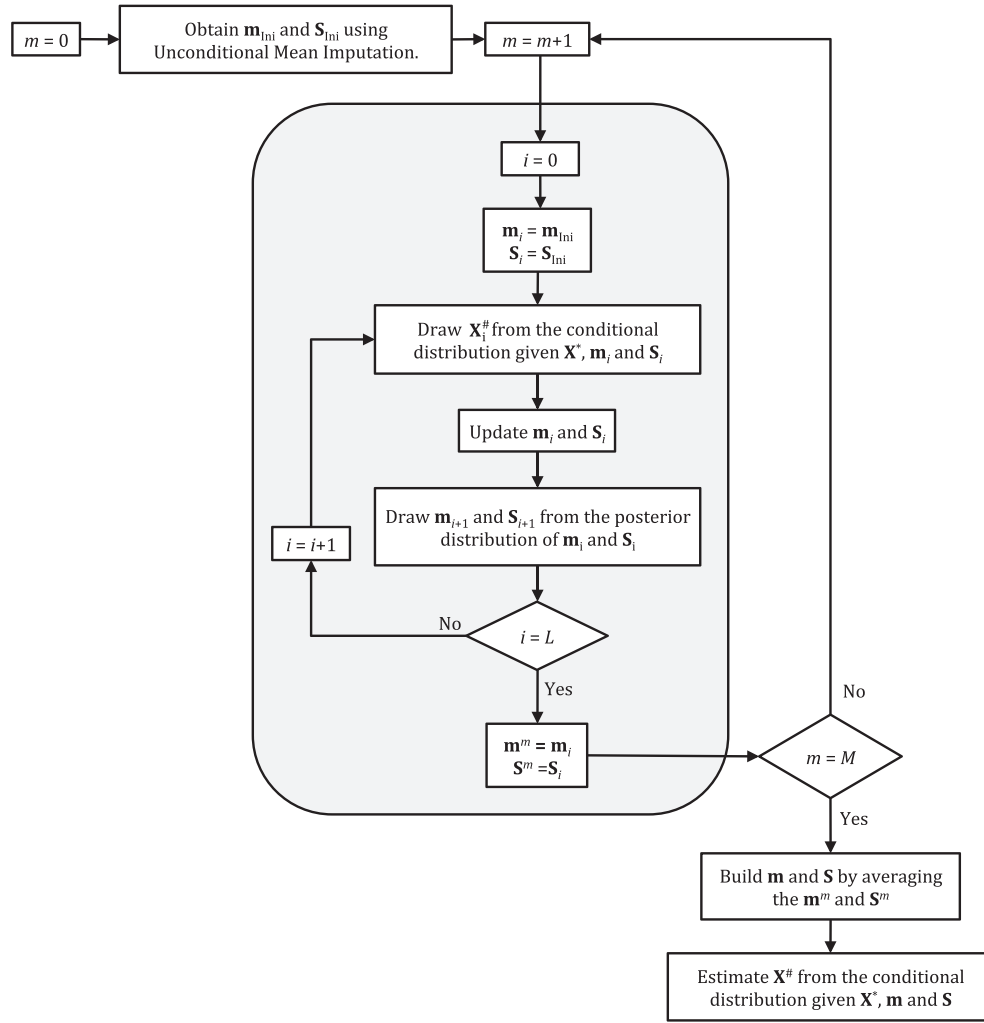 m = 0
Obtain m_Ini and S_Ini using
Unconditional Mean Imputation.
m = m+1
i = 0
m_i = m_Ini
S_i = S_Ini
Draw X_i^# from the conditional
distribution given X^*, m_i and S_i
Update m_i and S_i
Draw m_i+1 and S_i+1 from the posterior
distribution of m_i and S_i
i = i+1
No
i = L
Yes
m^m = m_i
S^m =S_i
No
m = M
Yes
Build m and S by averaging
the m^m and S^m
Estimate X^# from the conditional
distribution given X^*, m and S